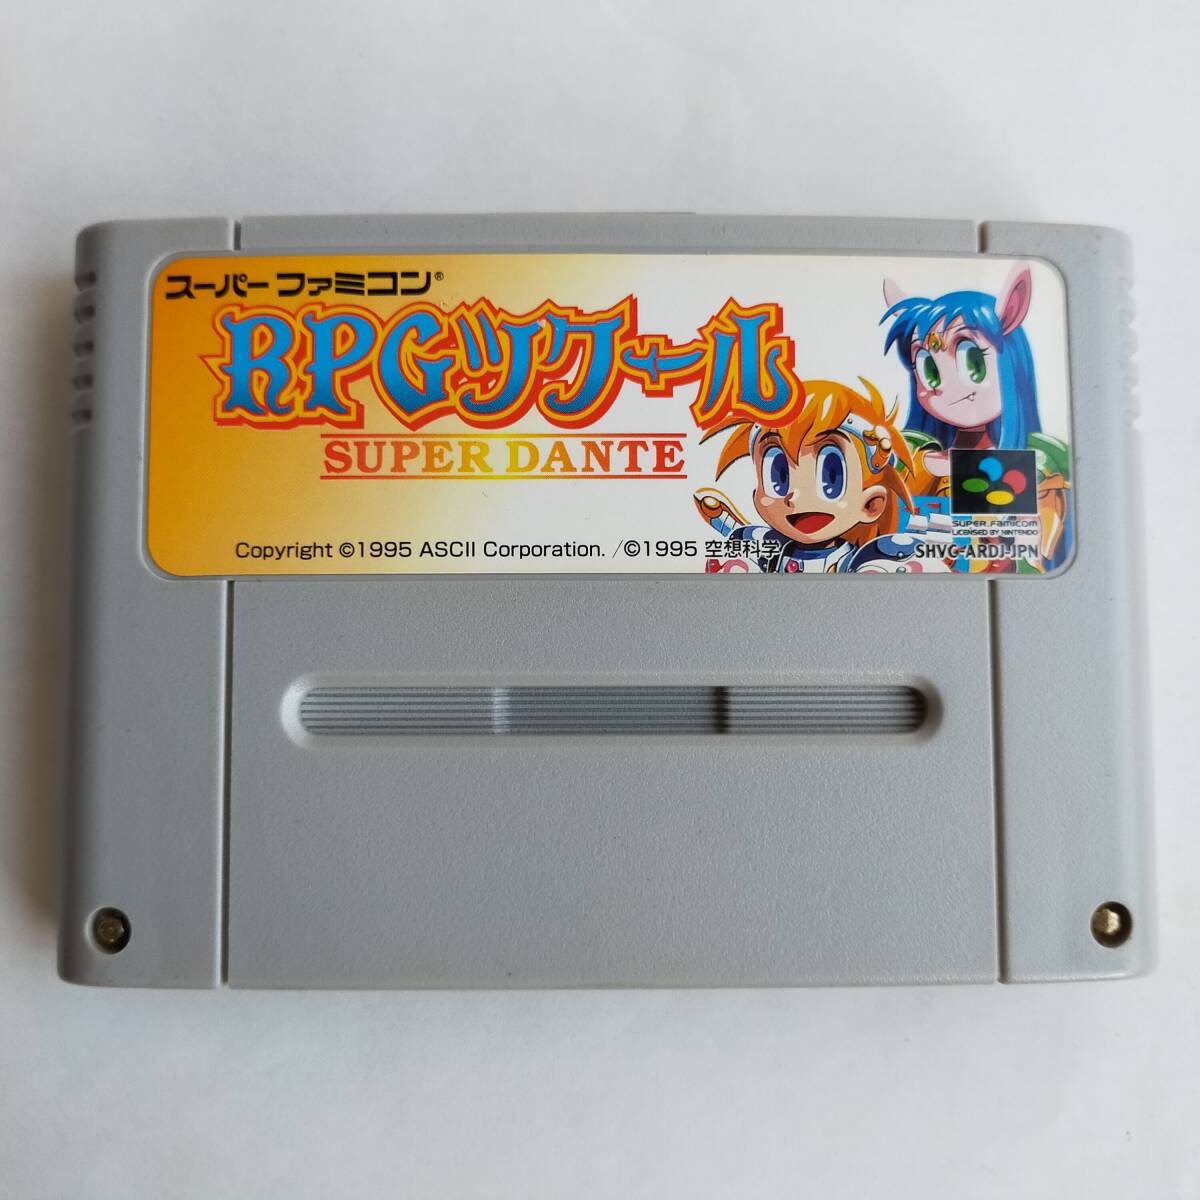 スーパーファミコン®
RPGツクール
SUPER DANTE
Copyright ©1995 ASCII Corporation. /©1995 空想科学
SUPER FAMICOM
LICENSED BY NINTENDO
SHVC-ARDJ-JPN